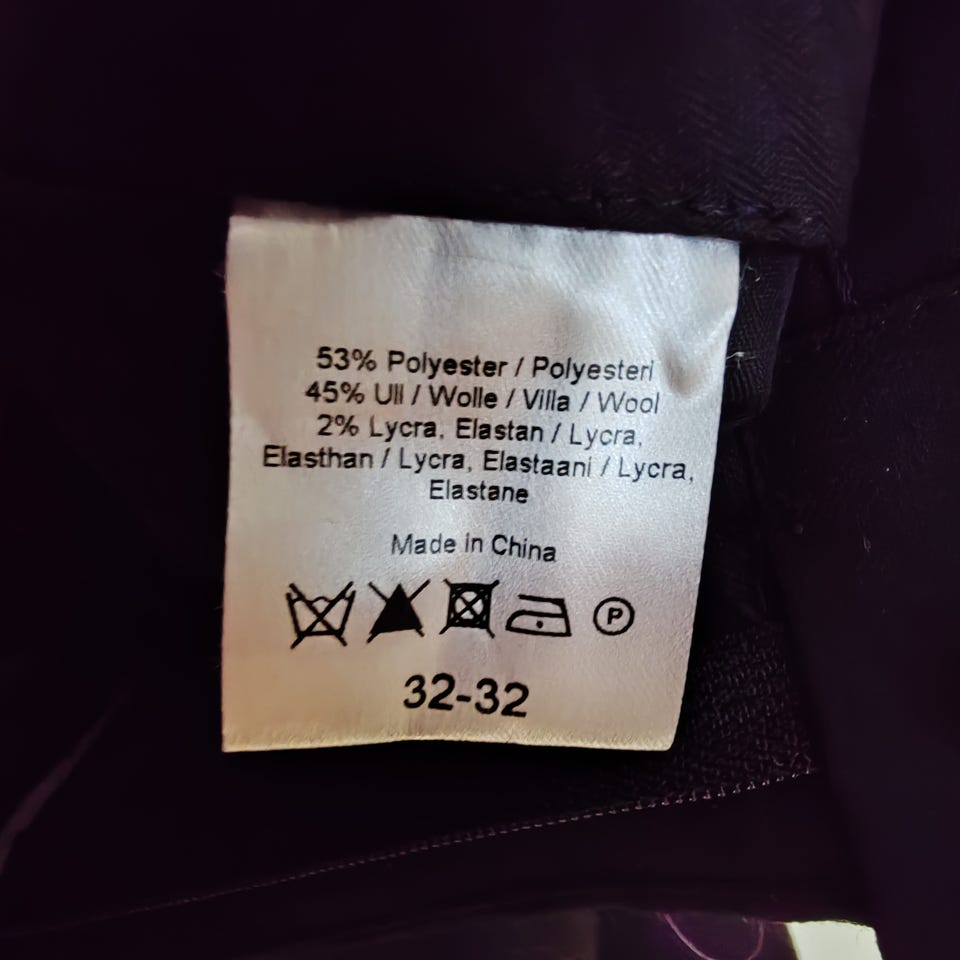 53% Polyester / Polyesteri
45% Ull / Wolle / Villa / Wool
2% Lycra, Elastan / Lycra,
Elasthan / Lycra, Elastaani / Lycra,
Elastane
Made in China
P
32-32